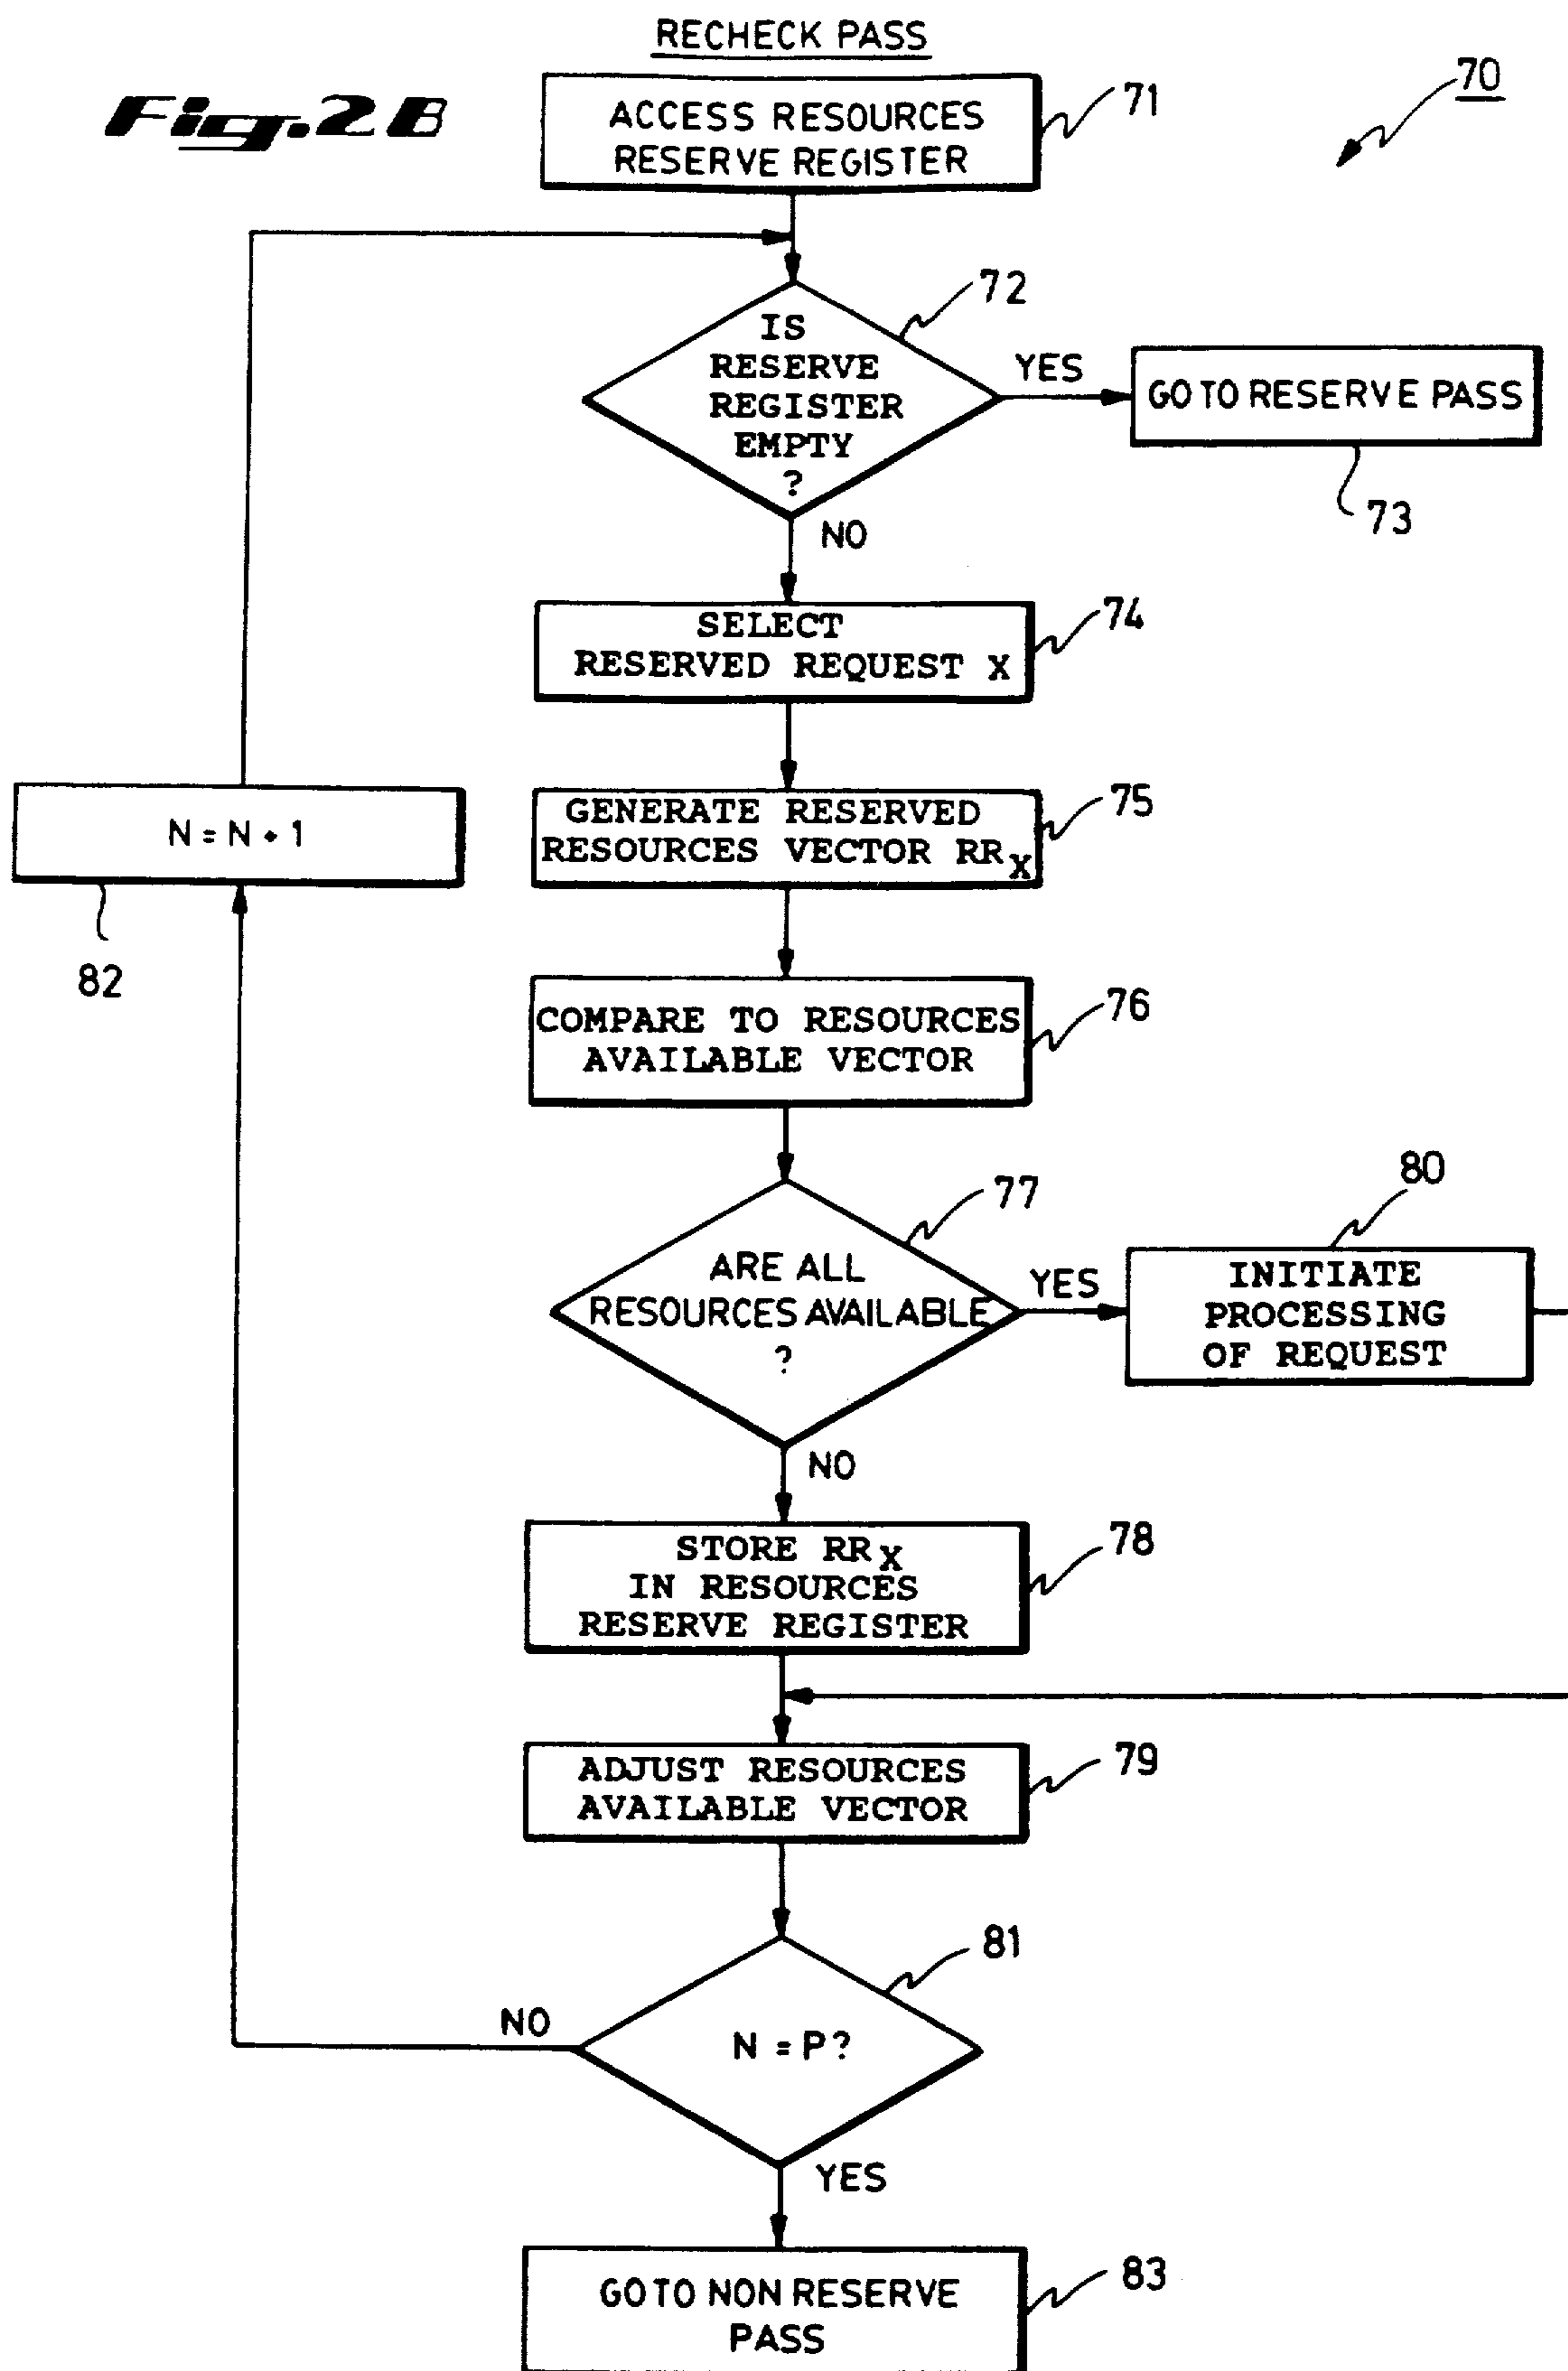 RECHECK PASS
Fig. 2B
70
ACCESS RESOURCES
RESERVE REGISTER
71
IS
RESERVE
REGISTER
EMPTY
?
72
YES
GO TO RESERVE PASS
73
NO
SELECT
RESERVED REQUEST X
74
N = N + 1
82
GENERATE RESERVED
RESOURCES VECTOR RRX
75
COMPARE TO RESOURCES
AVAILABLE VECTOR
76
ARE ALL
RESOURCES AVAILABLE
?
77
YES
INITIATE
PROCESSING
OF REQUEST
80
NO
STORE RRX
IN RESOURCES
RESERVE REGISTER
78
ADJUST RESOURCES
AVAILABLE VECTOR
79
N = P?
81
NO
YES
GO TO NON RESERVE
PASS
83